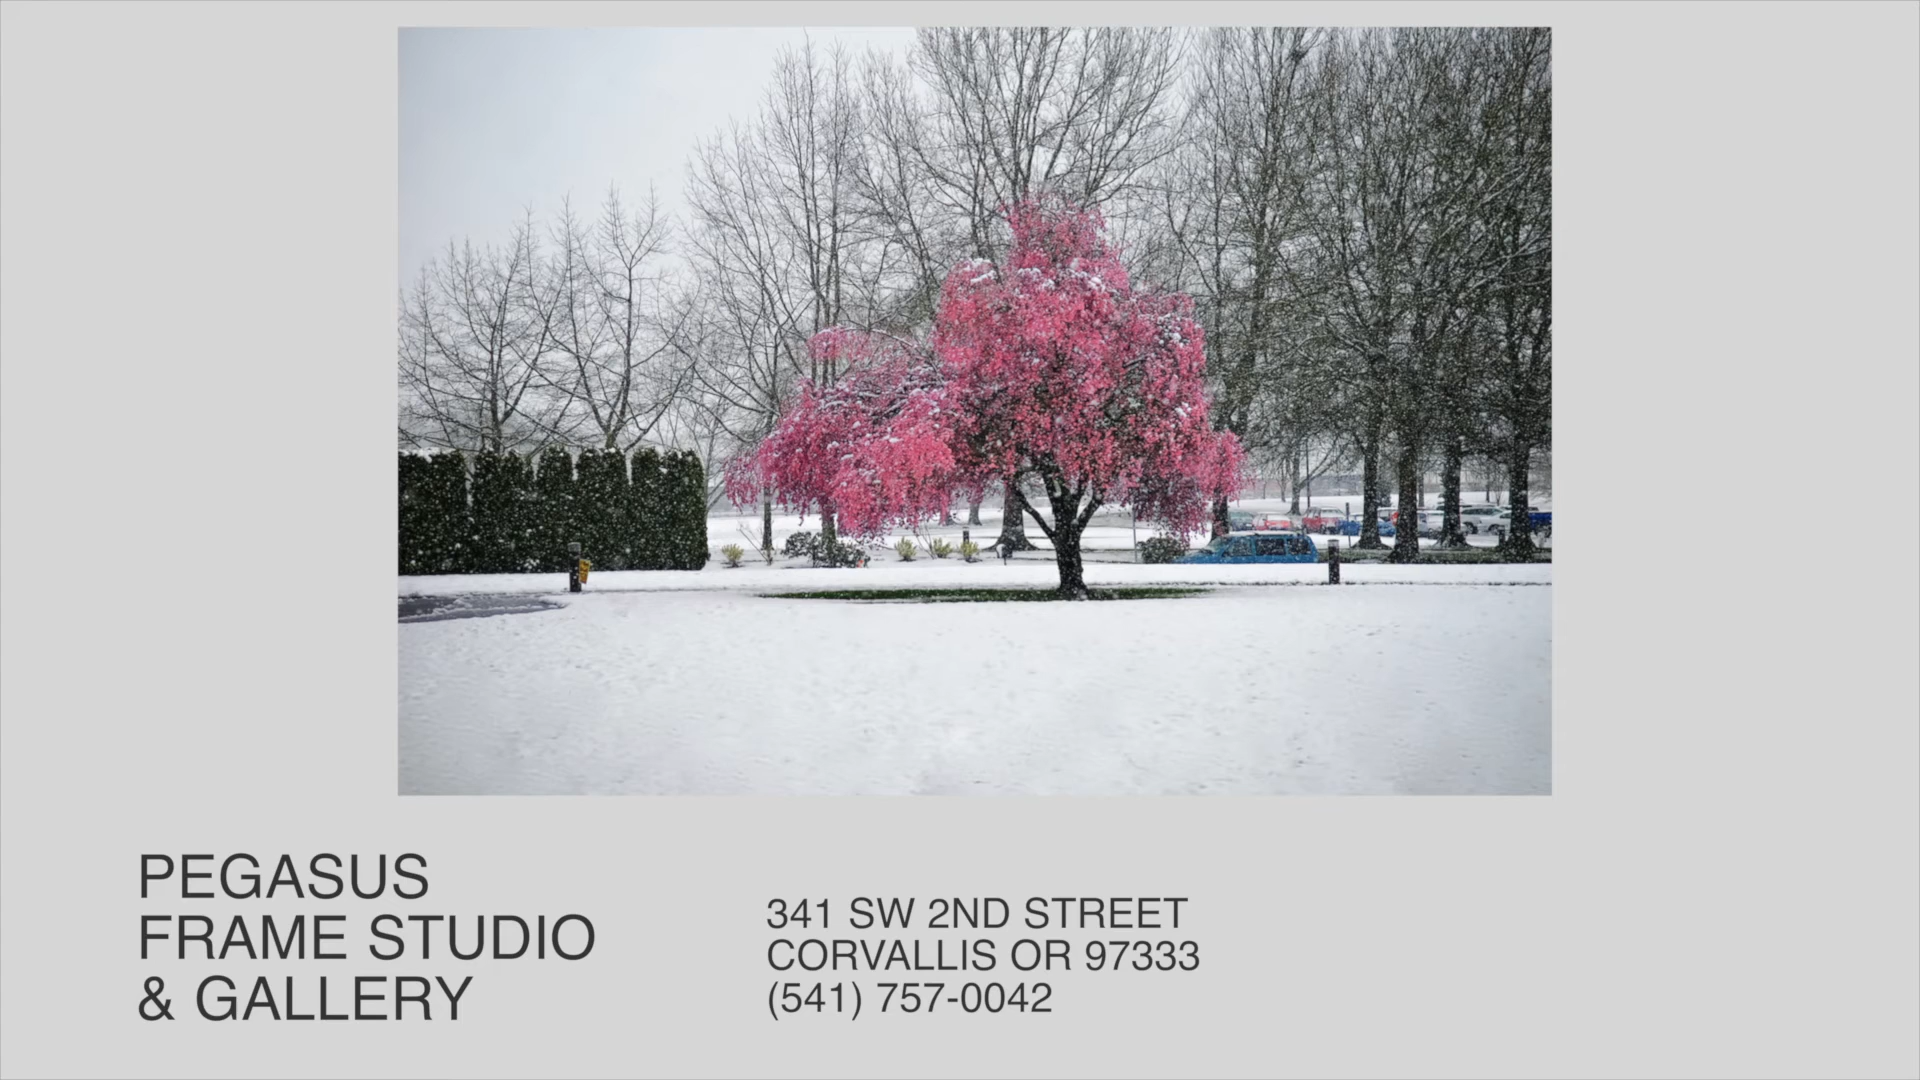 PEGASUS
FRAME STUDIO
& GALLERY
341 SW 2ND STREET
CORVALLIS OR 97333
(541) 757-0042